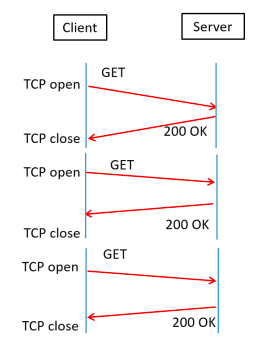 Client
Server
GET
TCP open
200 OK
TCP close
GET
TCP open
200 OK
TCP close
GET
TCP open
200 OK
TCP close